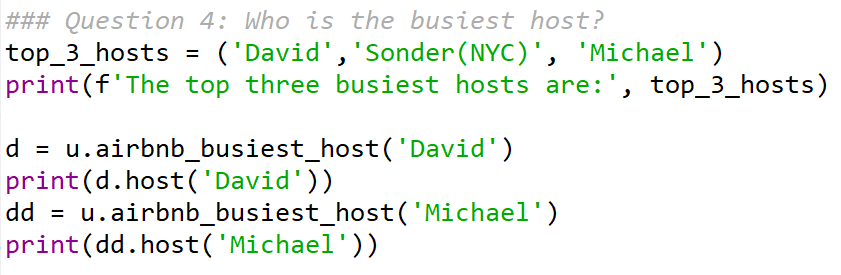 ### Question 4: Who is the busiest host?
top_3_hosts = ('David','Sonder(NYC)', 'Michael')
print(f'The top three busiest hosts are:', top_3_hosts)
d = u.airbnb_busiest_host('David')
print(d.host('David'))
dd = u.airbnb_busiest_host('Michael')
print(dd.host('Michael'))